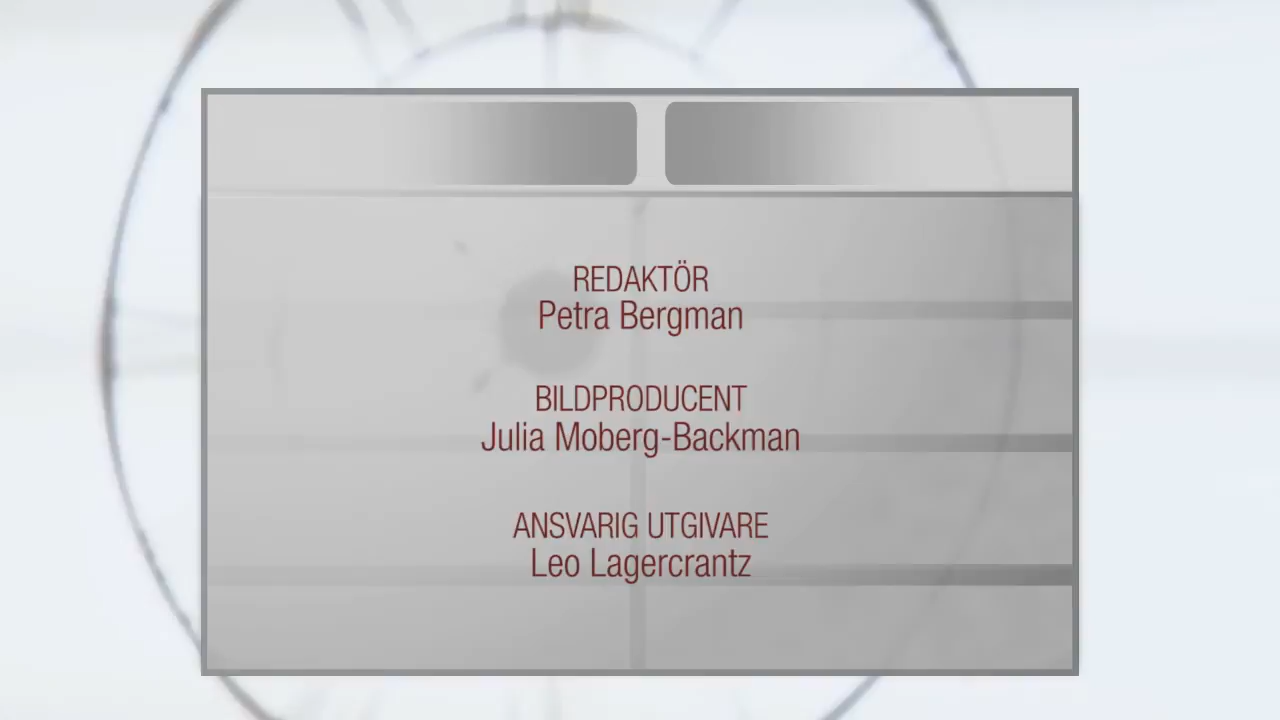 REDAKTÖR
Petra Bergman
BILDPRODUCENT
Julia Moberg-Backman
ANSVARIG UTGIVARE
Leo Lagercrantz